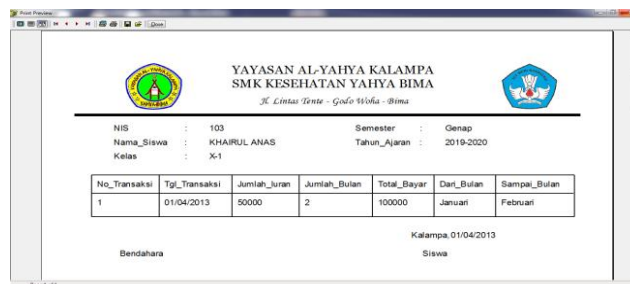 Print Preview
Close
YAYASAN AL-YAHYA KALAMPA
SMK KESEHATAN YAHYA BIMA
Jl. Lintas Tente - Godo Woha - Bima
NIS : 103 Semester : Genap
Nama_Siswa : KHAIRUL ANAS Tahun_Ajaran : 2019-2020
Kelas : X-1
No_Transaksi Tgl_Transaksi Jumlah_Iuran Jumlah_Bulan Total_Bayar Dari_Bulan Sampai_Bulan
1 01/04/2013 50000 2 100000 Januari Februari
Kalampa, 01/04/2013
Bendahara Siswa